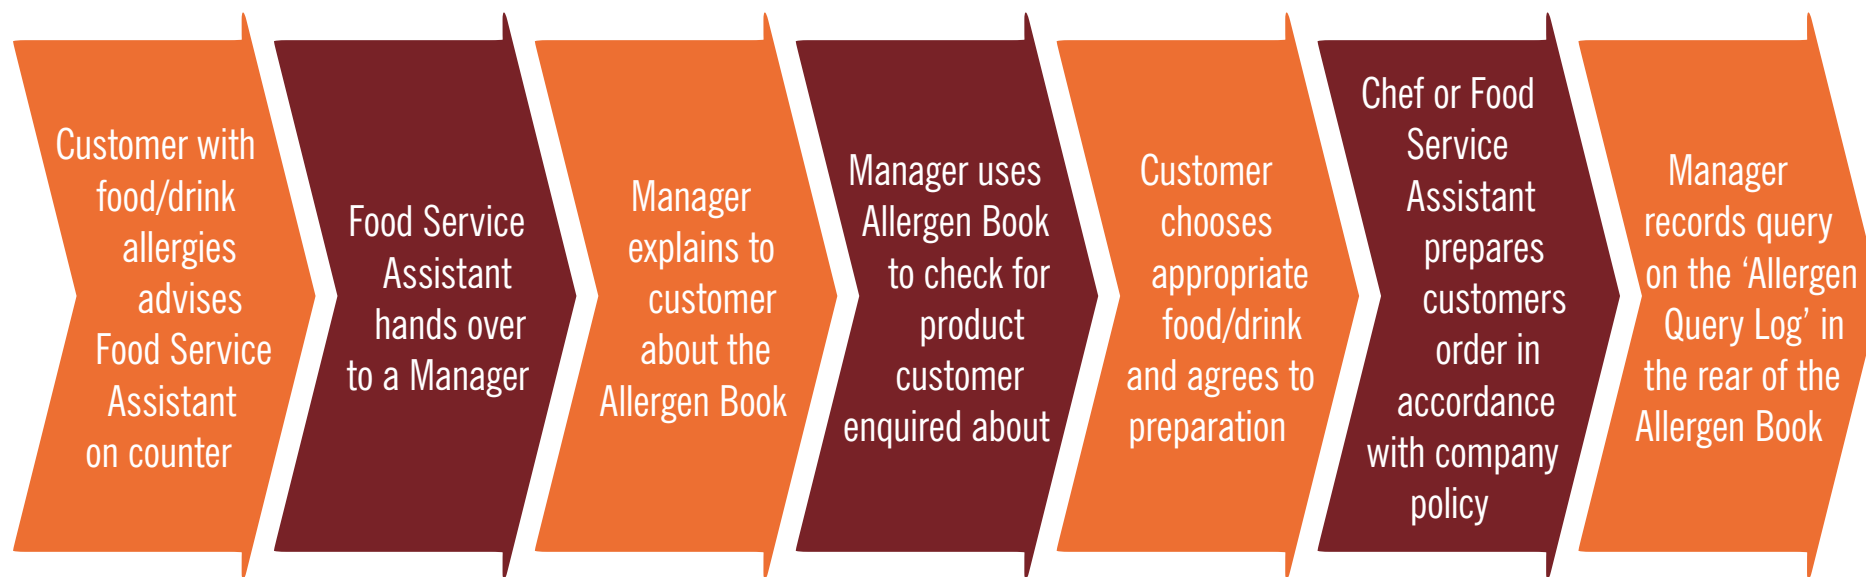 Customer with
food/drink
allergies
advises
Food Service
Assistant
on counter
Food Service
Assistant
hands over
to a Manager
Manager
explains to
customer
about the
Allergen Book
Manager uses
Allergen Book
to check for
product
customer
enquired about
Customer
chooses
appropriate
food/drink
and agrees to
preparation
Chef or Food
Service
Assistant
prepares
customers
order in
accordance
with company
policy
Manager
records query
on the ‘Allergen
Query Log’ in
the rear of the
Allergen Book